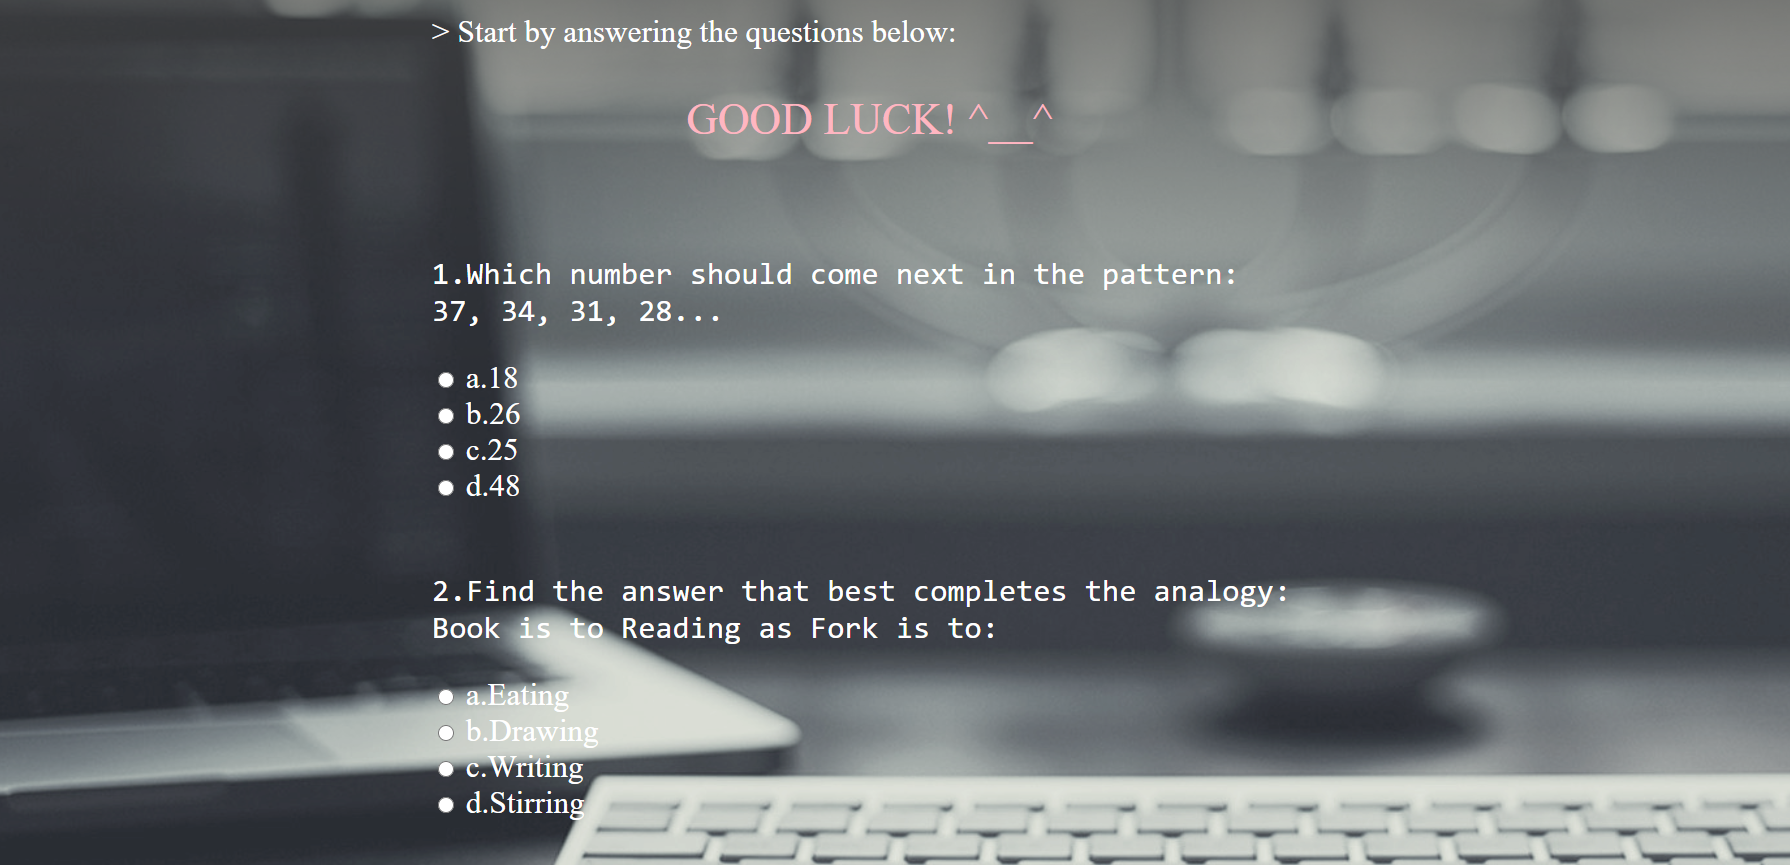 > Start by answering the questions below:
GOOD LUCK! ^__^
1.Which number should come next in the pattern:
37, 34, 31, 28...
a.18
b.26
c.25
d.48
2.Find the answer that best completes the analogy:
Book is to Reading as Fork is to:
a.Eating
b.Drawing
c.Writing
d.Stirring